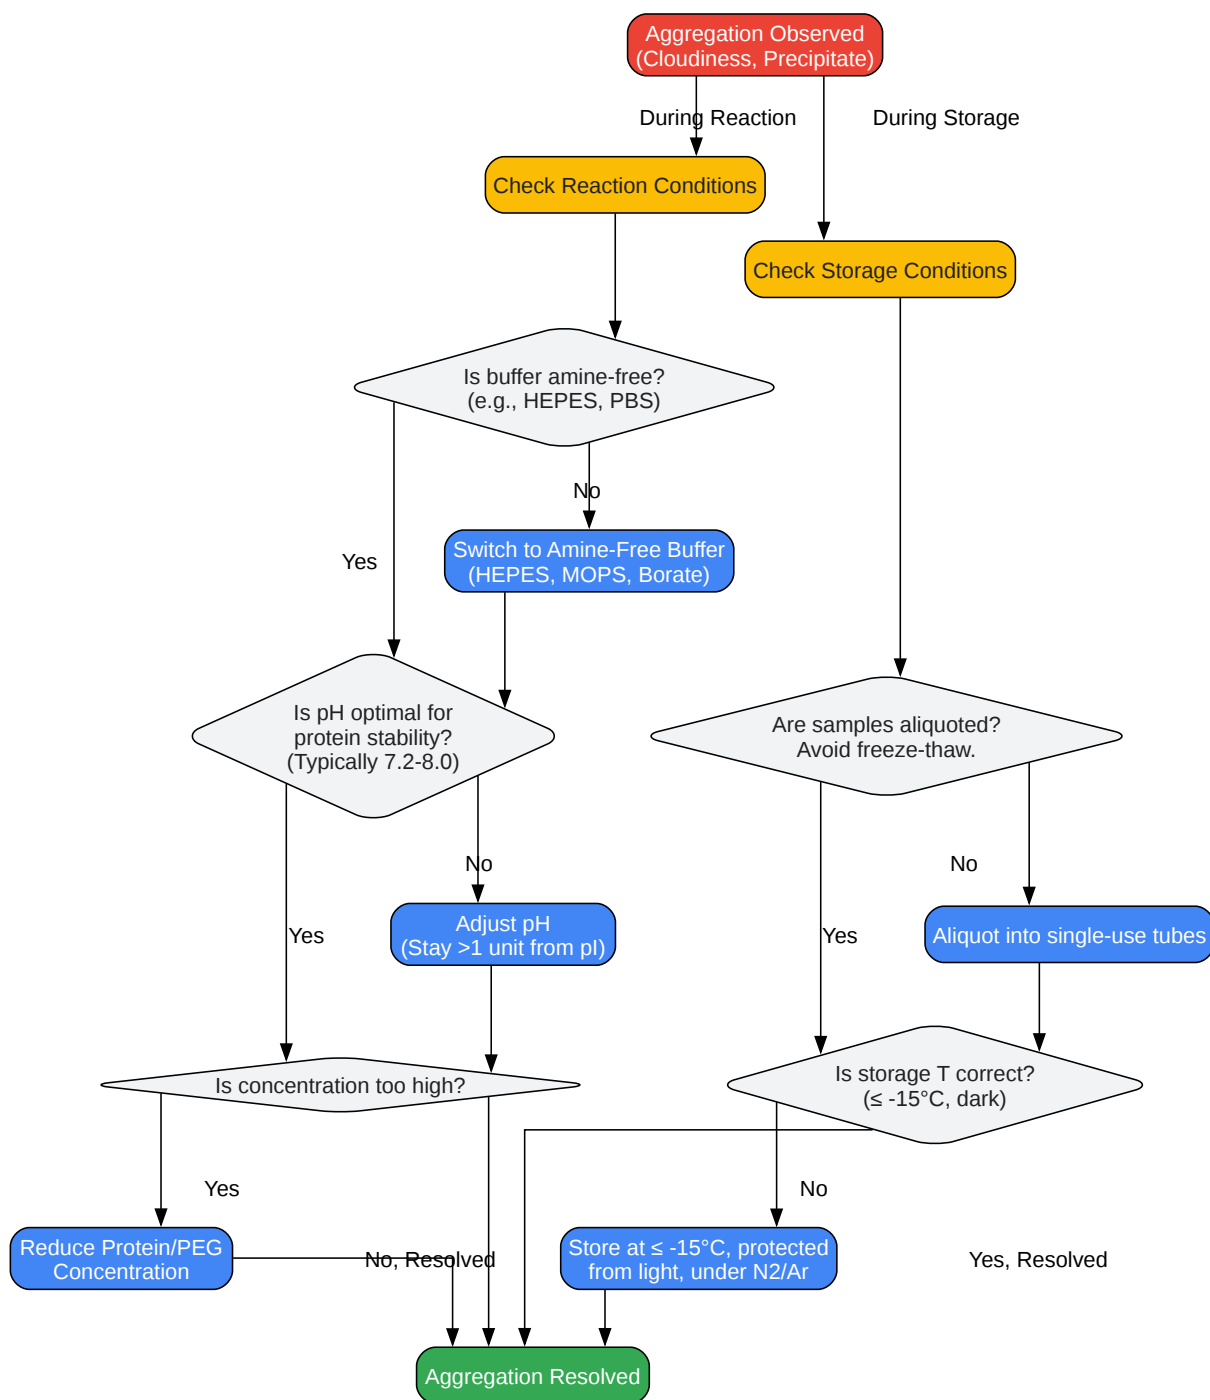 Aggregation Observed
(Cloudiness, Precipitate)
During Reaction
During Storage
Check Reaction Conditions
Check Storage Conditions
Is buffer amine-free?
(e.g., HEPES, PBS)
No
Yes
Switch to Amine-Free Buffer
(HEPES, MOPS, Borate)
Is pH optimal for
protein stability?
(Typically 7.2-8.0)
Are samples aliquoted?
Avoid freeze-thaw.
No
No
Yes
Adjust pH
(Stay >1 unit from pI)
Yes
Aliquot into single-use tubes
Is concentration too high?
Is storage T correct?
(≤ -15°C, dark)
Yes
No
Reduce Protein/PEG
Concentration
No, Resolved
Store at ≤ -15°C, protected
from light, under N2/Ar
Yes, Resolved
Aggregation Resolved